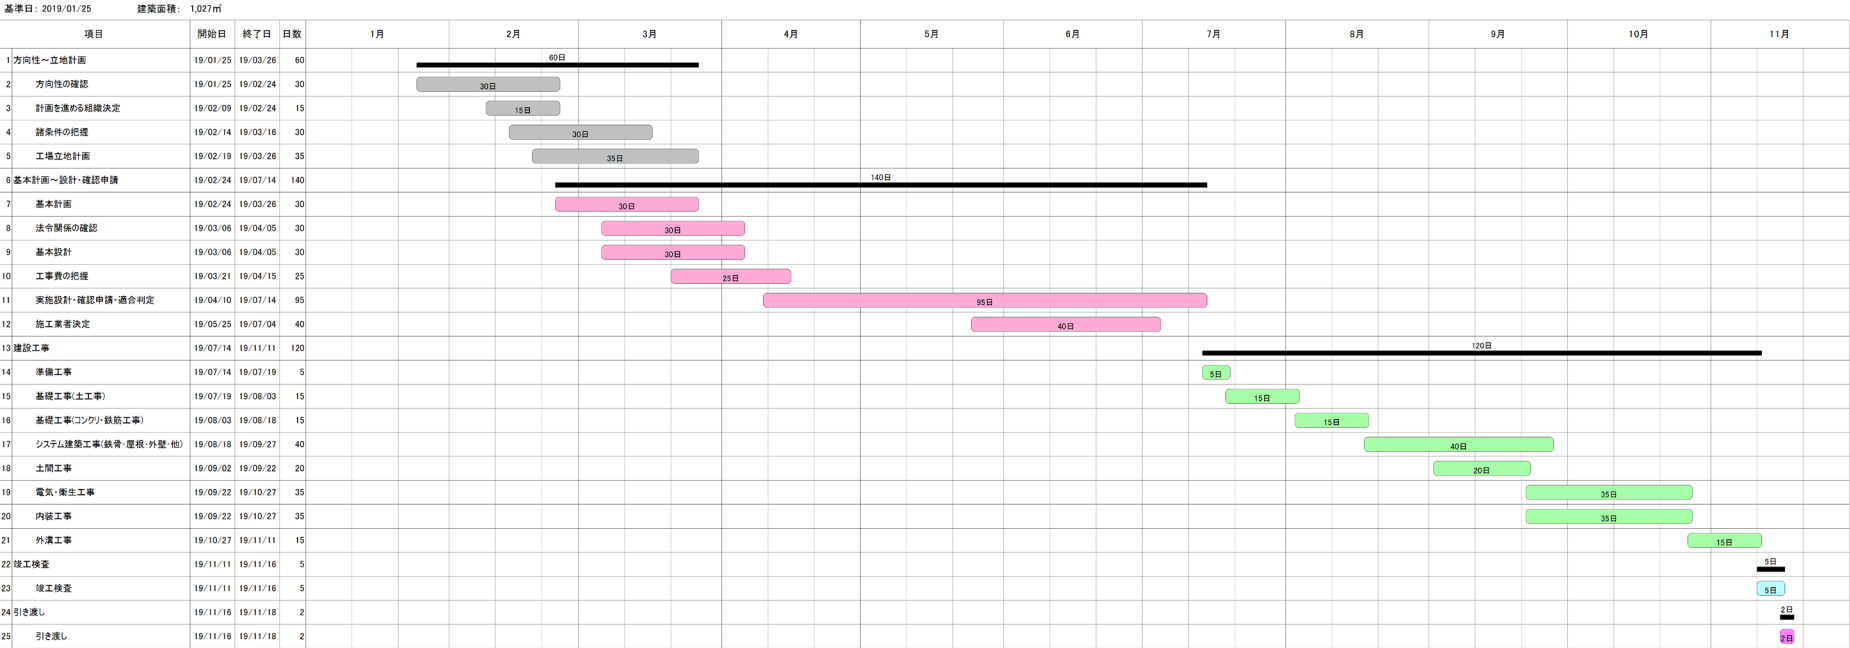 基準日: 2019/01/25 建築面積: 1,027㎡
項目 開始日 終了日 日数 1月 2月 3月 4月 5月 6月 7月 8月 9月 10月 11月
1 方向性～立地計画 19/01/25 19/03/26 60 60日
2 方向性の確認 19/01/25 19/02/24 30 30日
3 計画を進める組織決定 19/02/09 19/02/24 15 15日
4 諸条件の把握 19/02/14 19/03/16 30 30日
5 工場立地計画 19/02/19 19/03/26 35 35日
6 基本計画～設計・確認申請 19/02/24 19/07/14 140 140日
7 基本計画 19/02/24 19/03/26 30 30日
8 法令関係の確認 19/03/06 19/04/05 30 30日
9 基本設計 19/03/06 19/04/05 30 30日
10 工事費の把握 19/03/21 19/04/15 25 25日
11 実施設計・確認申請・適合判定 19/04/10 19/07/14 95 95日
12 施工業者決定 19/05/25 19/07/04 40 40日
13 建設工事 19/07/14 19/11/11 120 120日
14 準備工事 19/07/14 19/07/19 5 5日
15 基礎工事(土工事) 19/07/19 19/08/03 15 15日
16 基礎工事(コンクリ・鉄筋工事) 19/08/03 19/08/18 15 15日
17 システム建築工事(鉄骨・屋根・外壁・他) 19/08/18 19/09/27 40 40日
18 土間工事 19/09/02 19/09/22 20 20日
19 電気・衛生工事 19/09/22 19/10/27 35 35日
20 内装工事 19/09/22 19/10/27 35 35日
21 外溝工事 19/10/27 19/11/11 15 15日
22 竣工検査 19/11/11 19/11/16 5 5日
23 竣工検査 19/11/11 19/11/16 5 5日
24 引き渡し 19/11/16 19/11/18 2 2日
25 引き渡し 19/11/16 19/11/18 2 2日